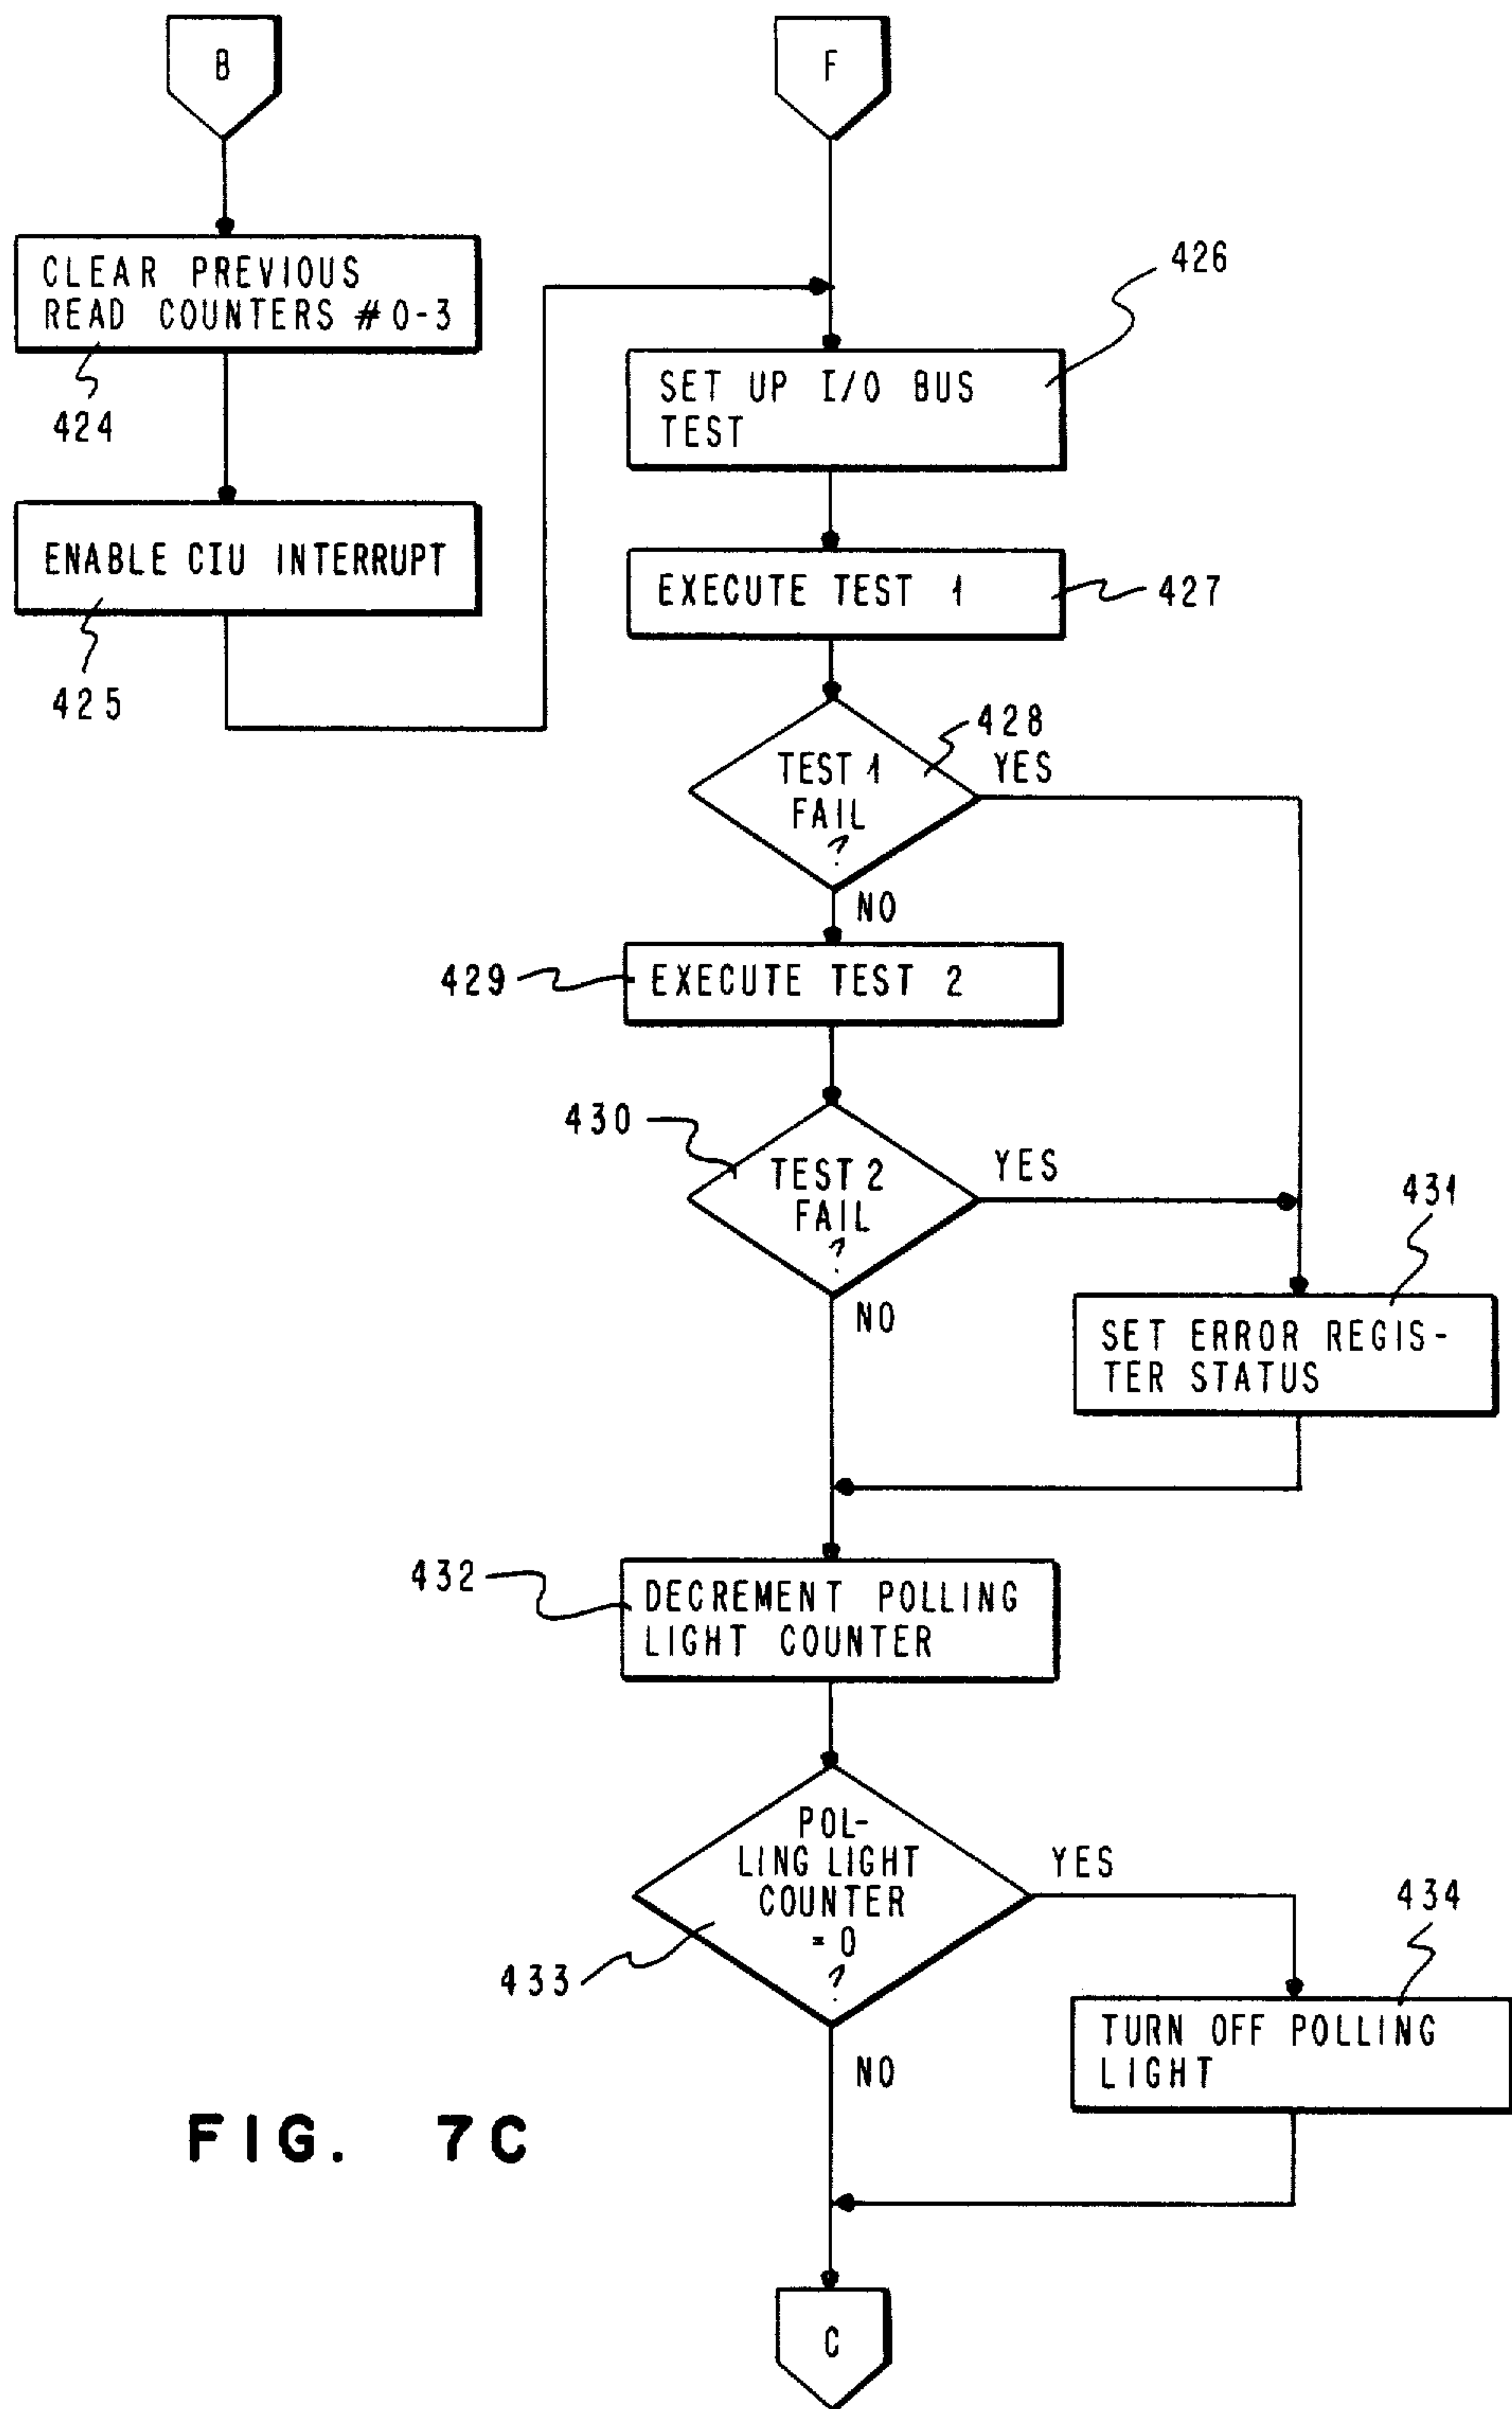 B
CLEAR PREVIOUS
READ COUNTERS #0-3
424
ENABLE CIU INTERRUPT
425
F
426
SET UP I/O BUS
TEST
EXECUTE TEST 1
427
428
TEST 1
FAIL
?
YES
NO
429
EXECUTE TEST 2
430
TEST 2
FAIL
?
YES
NO
431
SET ERROR REGIS-
TER STATUS
432
DECREMENT POLLING
LIGHT COUNTER
POL-
LING LIGHT
COUNTER
= 0
?
YES
433
NO
434
TURN OFF POLLING
LIGHT
FIG. 7C
C